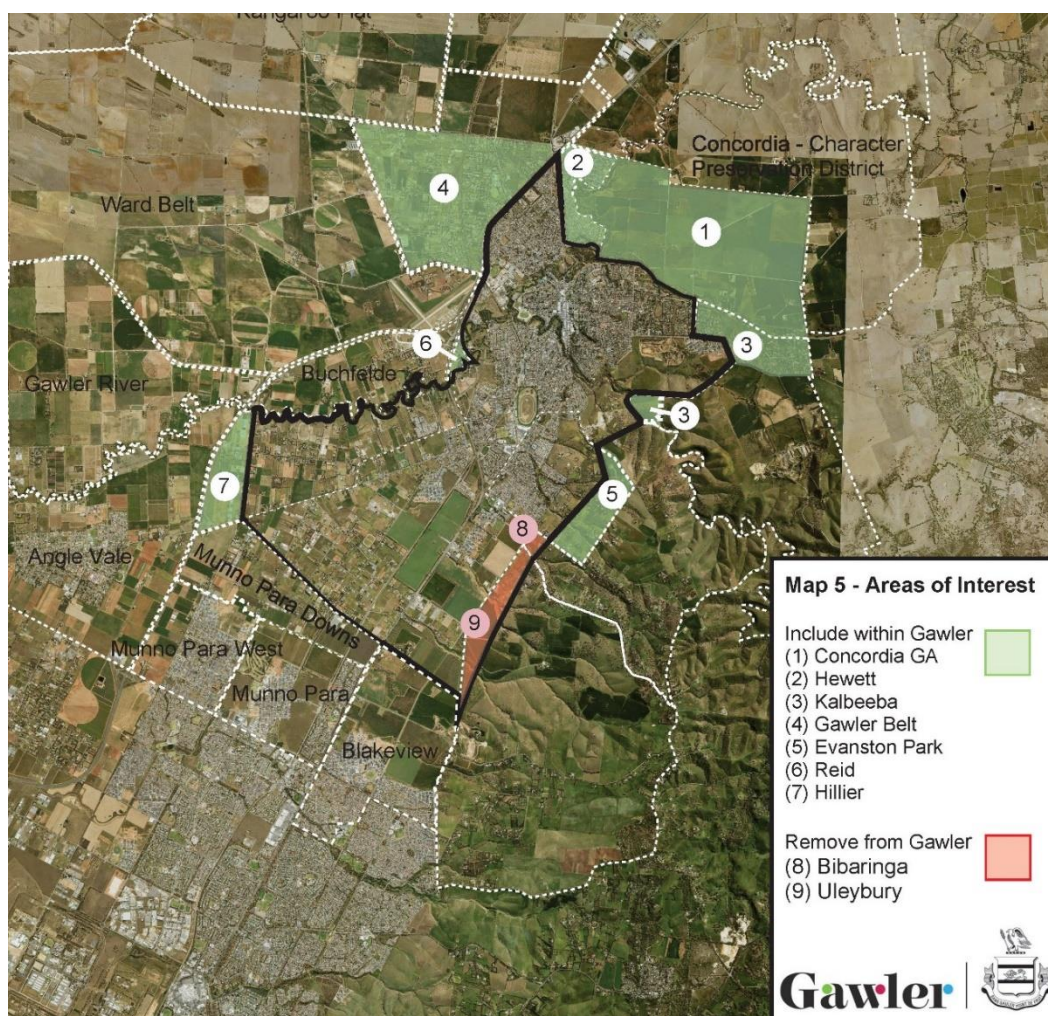 Kangaroo Flat
Concordia - Character
Preservation District
2
4
1
Ward Belt
6
3
Buchfelde
Gawler River
3
7
5
8
Angle Vale
Munno Para Downs
9
Munno Para West
Munno Para
Blakeview
Map 5 - Areas of Interest
Include within Gawler
(1) Concordia GA
(2) Hewett
(3) Kalbeeba
(4) Gawler Belt
(5) Evanston Park
(6) Reid
(7) Hillier
Remove from Gawler
(8) Bibaringa
(9) Uleybury
Gawler